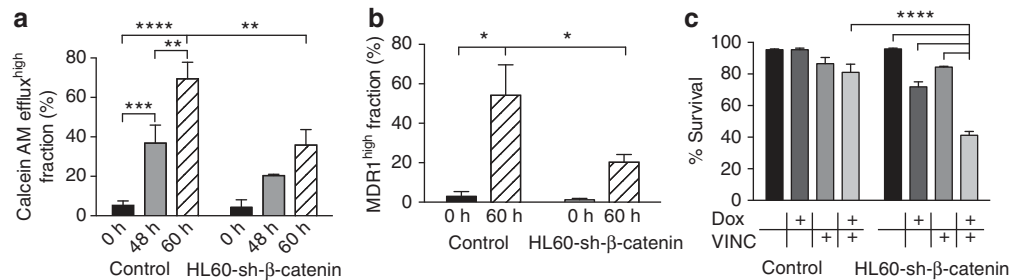 a
Calcein AM efflux^high
fraction (%)
80
60
40
20
0
****
**
**
***
0 h
48 h
60 h
0 h
48 h
60 h
Control
HL60-sh-β-catenin
b
MDR1^high fraction (%)
80
60
40
20
0
*
*
0 h
60 h
0 h
60 h
Control
HL60-sh-β-catenin
c
% Survival
100
80
60
40
20
0
****
Dox + + + +
VINC + + + +
Control
HL60-sh-β-catenin